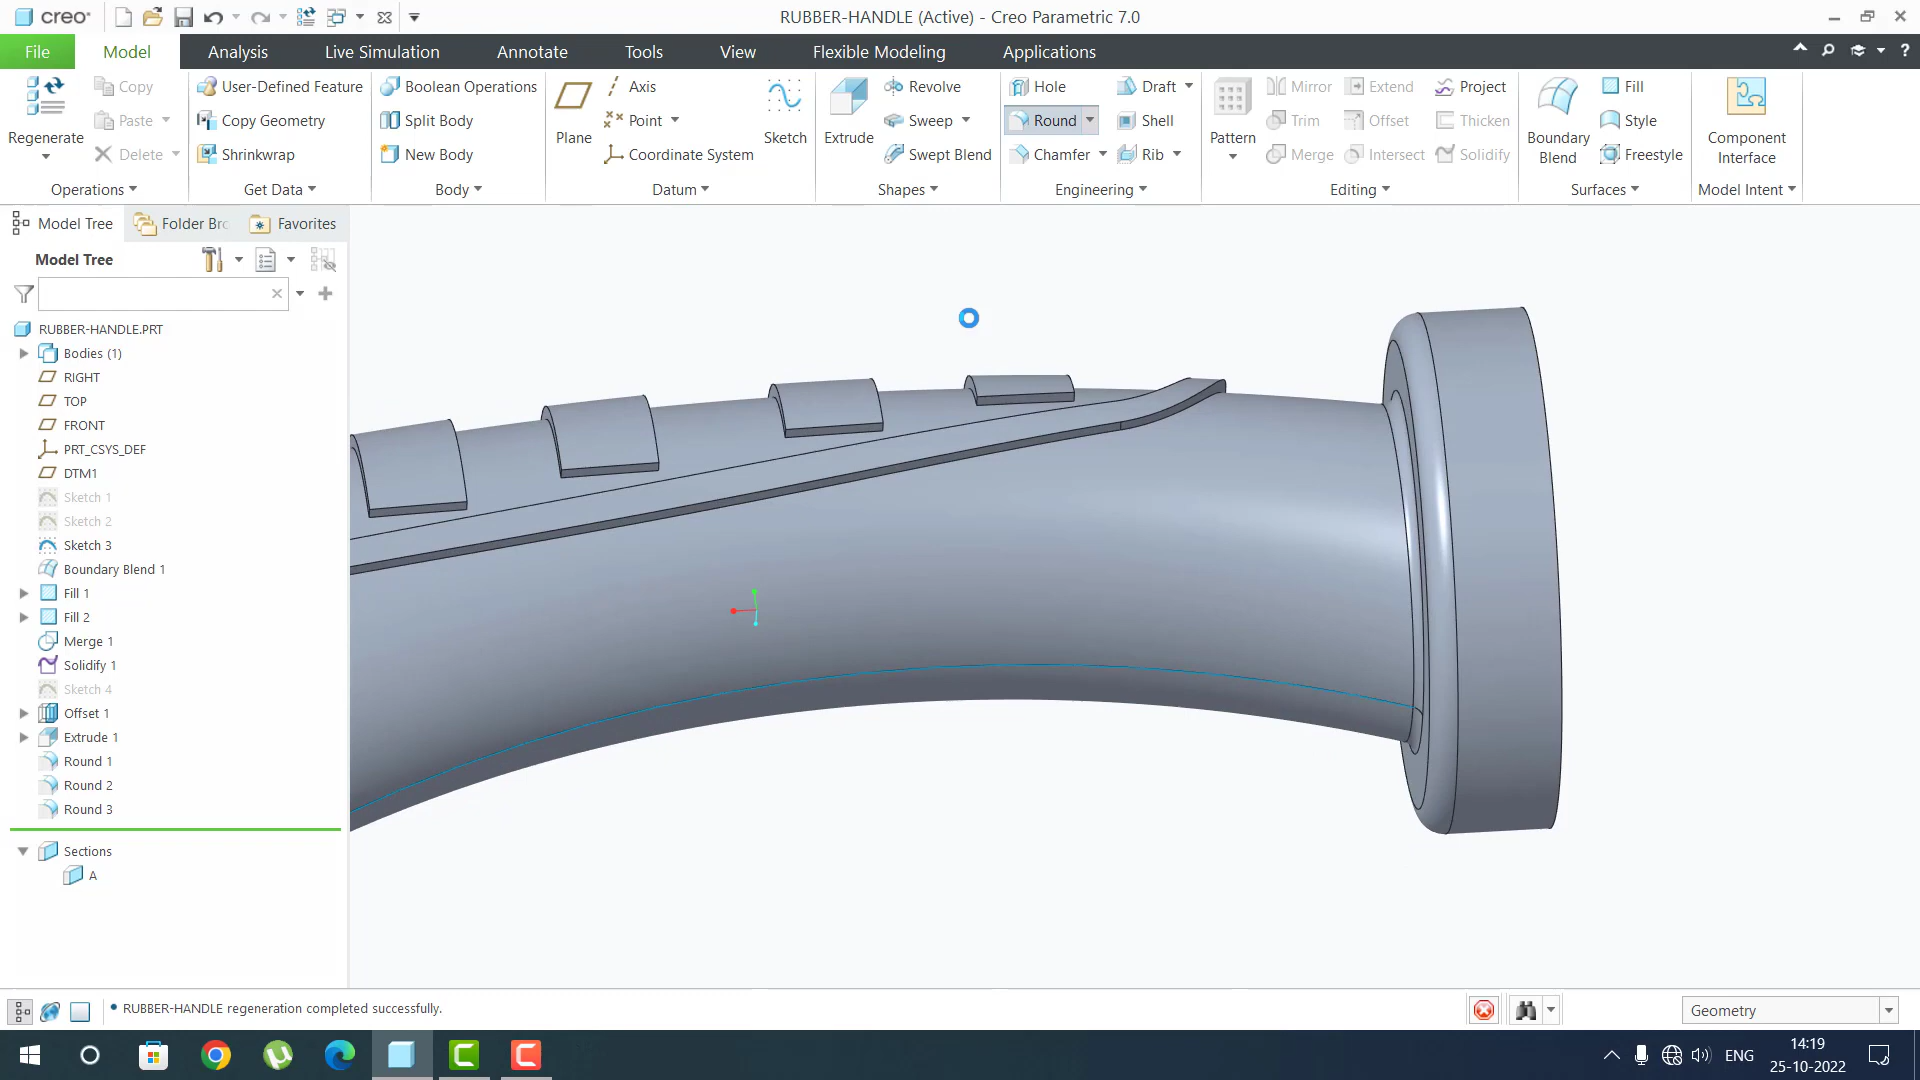 creo
RUBBER-HANDLE (Active) - Creo Parametric 7.0
File Model Analysis Live Simulation Annotate Tools View Flexible Modeling Applications
Regenerate
Copy
Paste
Delete
Operations
User-Defined Feature
Copy Geometry
Shrinkwrap
Get Data
Boolean Operations
Split Body
New Body
Body
Plane
Axis
Point
Coordinate System
Sketch
Datum
Extrude
Revolve
Sweep
Swept Blend
Shapes
Hole
Round
Chamfer
Draft
Shell
Rib
Engineering
Pattern
Mirror
Trim
Merge
Extend
Offset
Intersect
Project
Thicken
Solidify
Editing
Boundary
Blend
Fill
Style
Freestyle
Surfaces
Component
Interface
Model Intent
Model Tree Folder Brc Favorites
Model Tree
RUBBER-HANDLE.PRT
Bodies (1)
RIGHT
TOP
FRONT
PRT_CSYS_DEF
DTM1
Sketch 1
Sketch 2
Sketch 3
Boundary Blend 1
Fill 1
Fill 2
Merge 1
Solidify 1
Sketch 4
Offset 1
Extrude 1
Round 1
Round 2
Round 3
Sections
A
• RUBBER-HANDLE regeneration completed successfully.
Geometry
ENG
14:19
25-10-2022